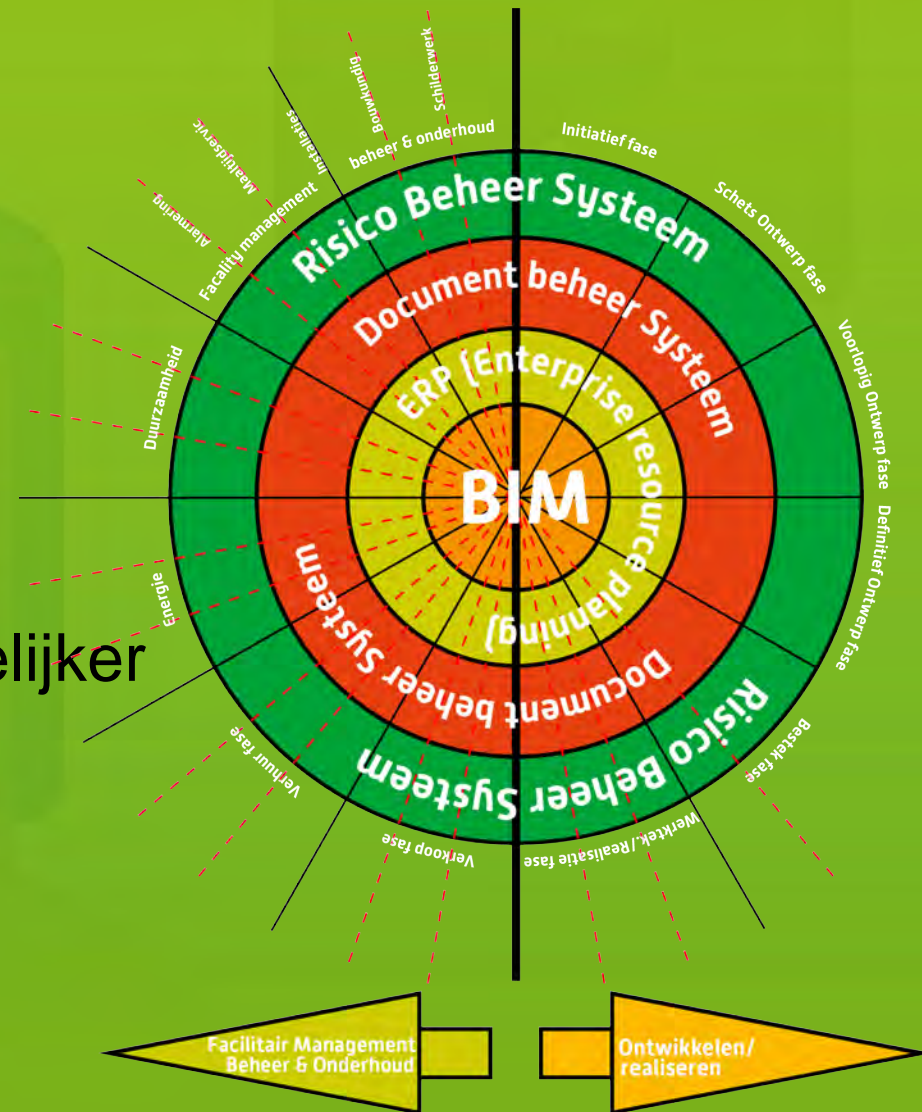 Schilderwerk
Bouwkundig
beheer & onderhoud
Installaties
Maaltijdservic
Alarmering
Facality management
Duurzaamheid
Energie
Verhuur fase
Verkoop fase
Initiatief fase
Schets Ontwerp fase
Voorlopig Ontwerp fase
Definitief Ontwerp fase
Bestek fase
Werktek./Realisatie fase
Risico Beheer Systeem
Document beheer Systeem
ERP (Enterprise resource planning)
BIM
Document beheer Systeem
Risico Beheer Systeem
elijker
Facilitair Management
Beheer & Onderhoud
Ontwikkelen/
realiseren